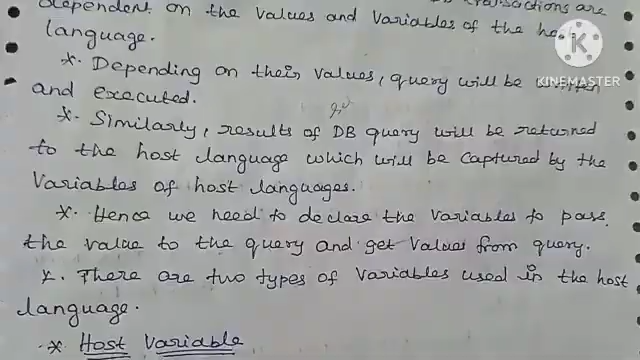 dependent on the values and variables of the
language.
*. Depending on their values, query will be
and executed.
*. Similarly, results of DB query will be returned
to the host language which will be captured by the
variables of host languages.
*. Hence we need to declare the variables to pass
the value to the query and get values from query.
*. There are two types of variables used in the host
language.
* Host Variable
KINEMASTER